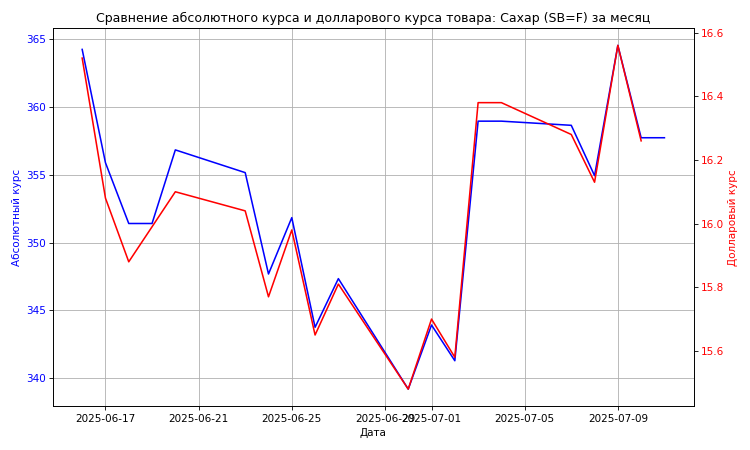 Сравнение абсолютного курса и долларового курса товара: Сахар (SB=F) за месяц
365
360
355
350
345
340
Абсолютный курс
16.6
16.4
16.2
16.0
15.8
15.6
Долларовый курс
2025-06-17 2025-06-21 2025-06-25 2025-06-29 2025-07-01 2025-07-05 2025-07-09
Дата